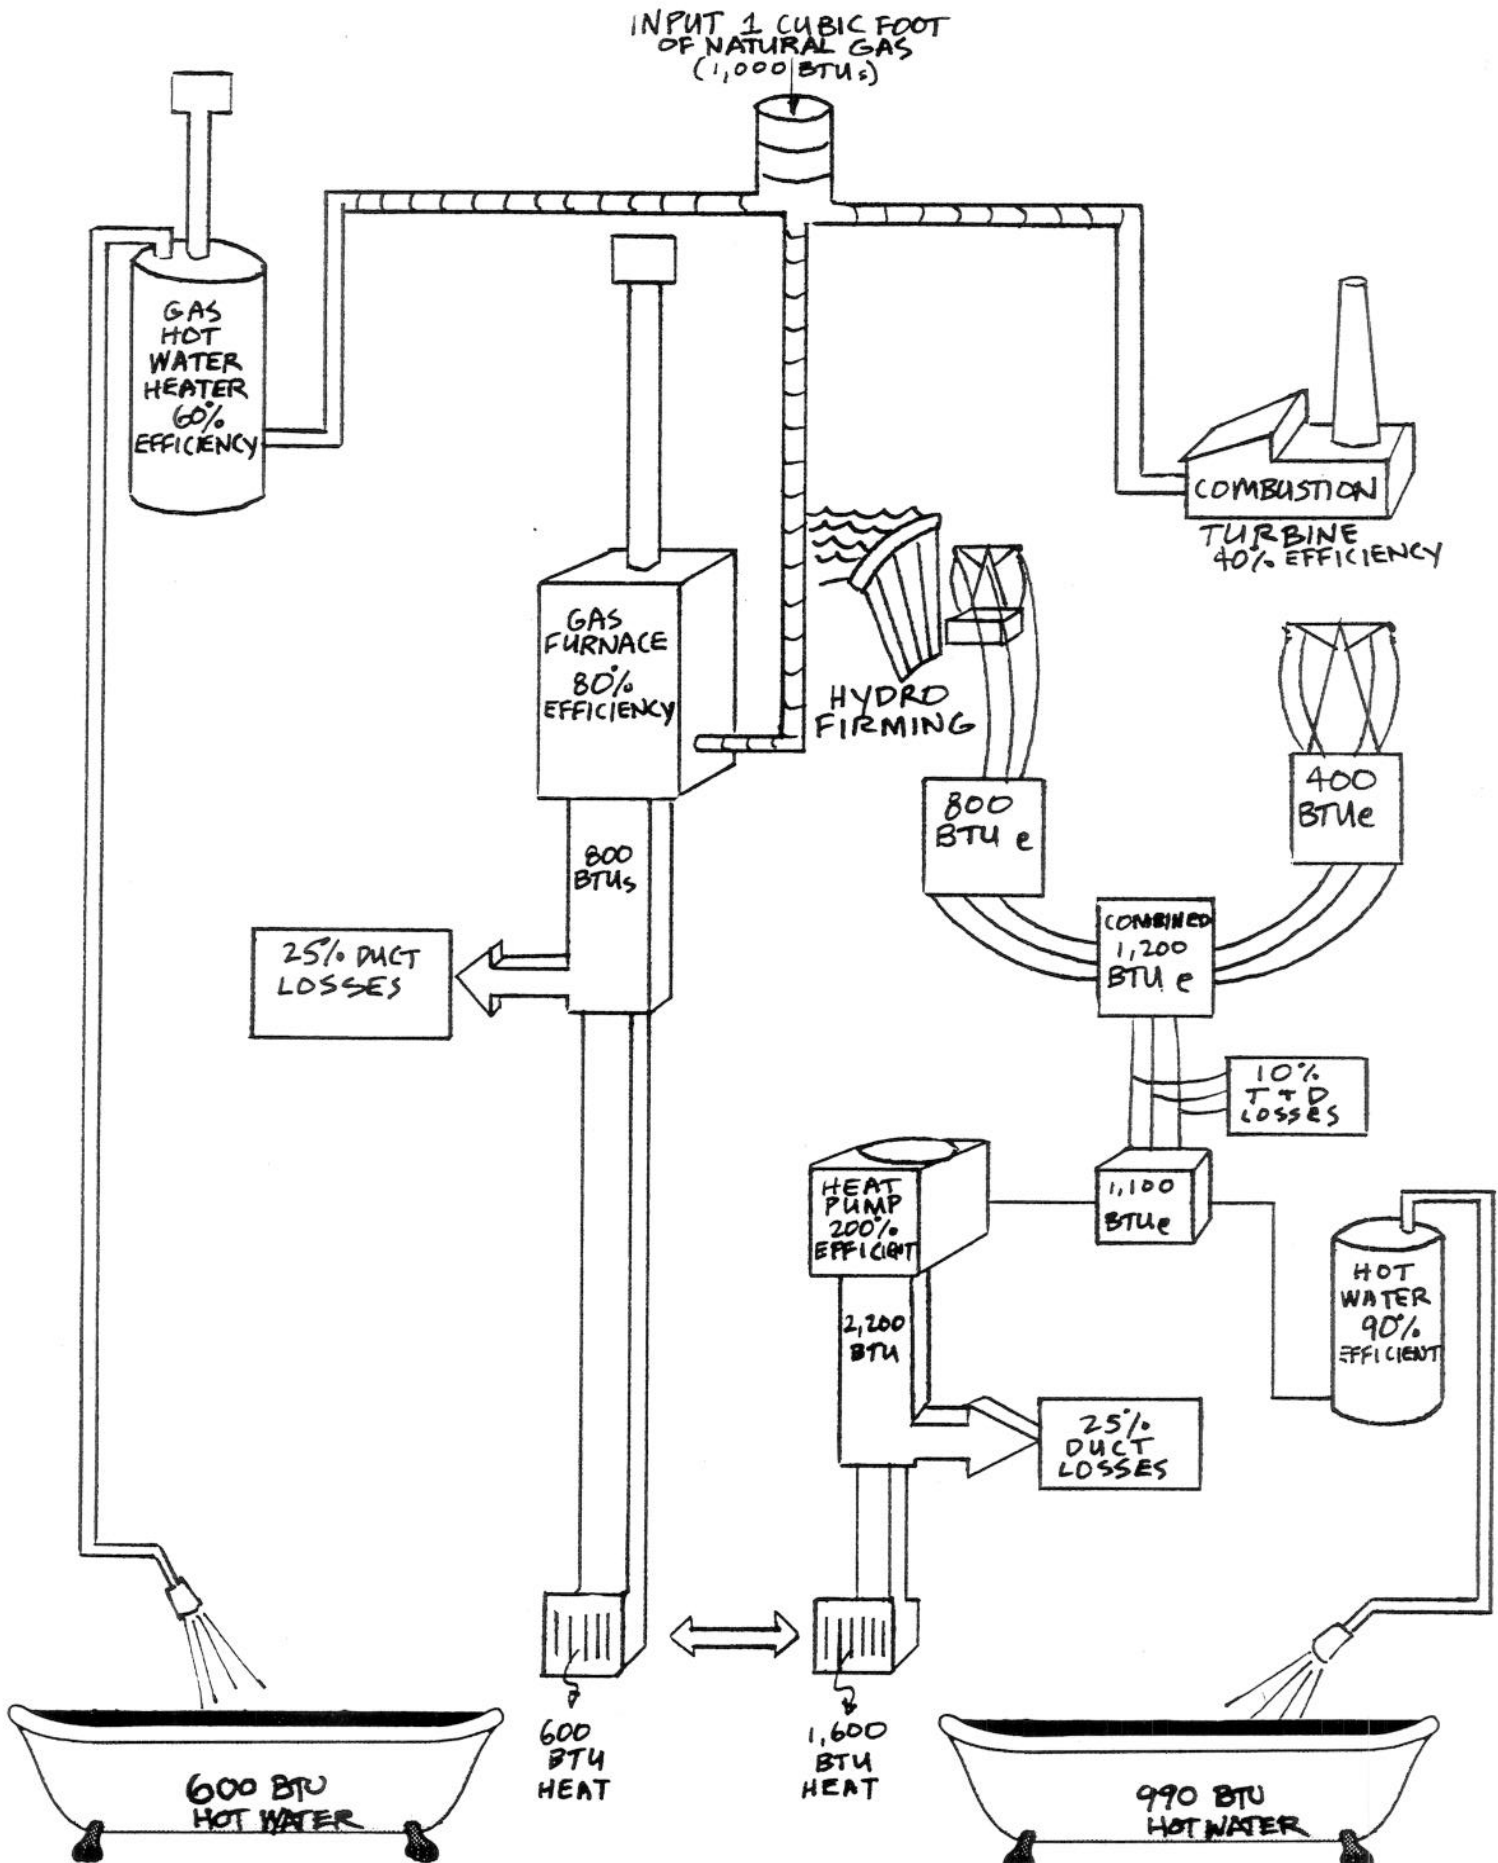 INPUT 1 CUBIC FOOT
OF NATURAL GAS
(1,000 BTUs)
GAS
HOT
WATER
HEATER
60%
EFFICIENCY
COMBUSTION
TURBINE
40% EFFICIENCY
GAS
FURNACE
80%
EFFICIENCY
HYDRO
FIRMING
800
BTU e
400
BTUe
800
BTUs
COMBINED
1,200
BTU e
25% DUCT
LOSSES
10%
T + D
LOSSES
HEAT
PUMP
200%
EFFICIENT
1,100
BTUe
HOT
WATER
90%
EFFICIENT
2,200
BTU
25%
DUCT
LOSSES
600
BTU
HEAT
1,600
BTU
HEAT
600 BTU
HOT WATER
990 BTU
HOT WATER